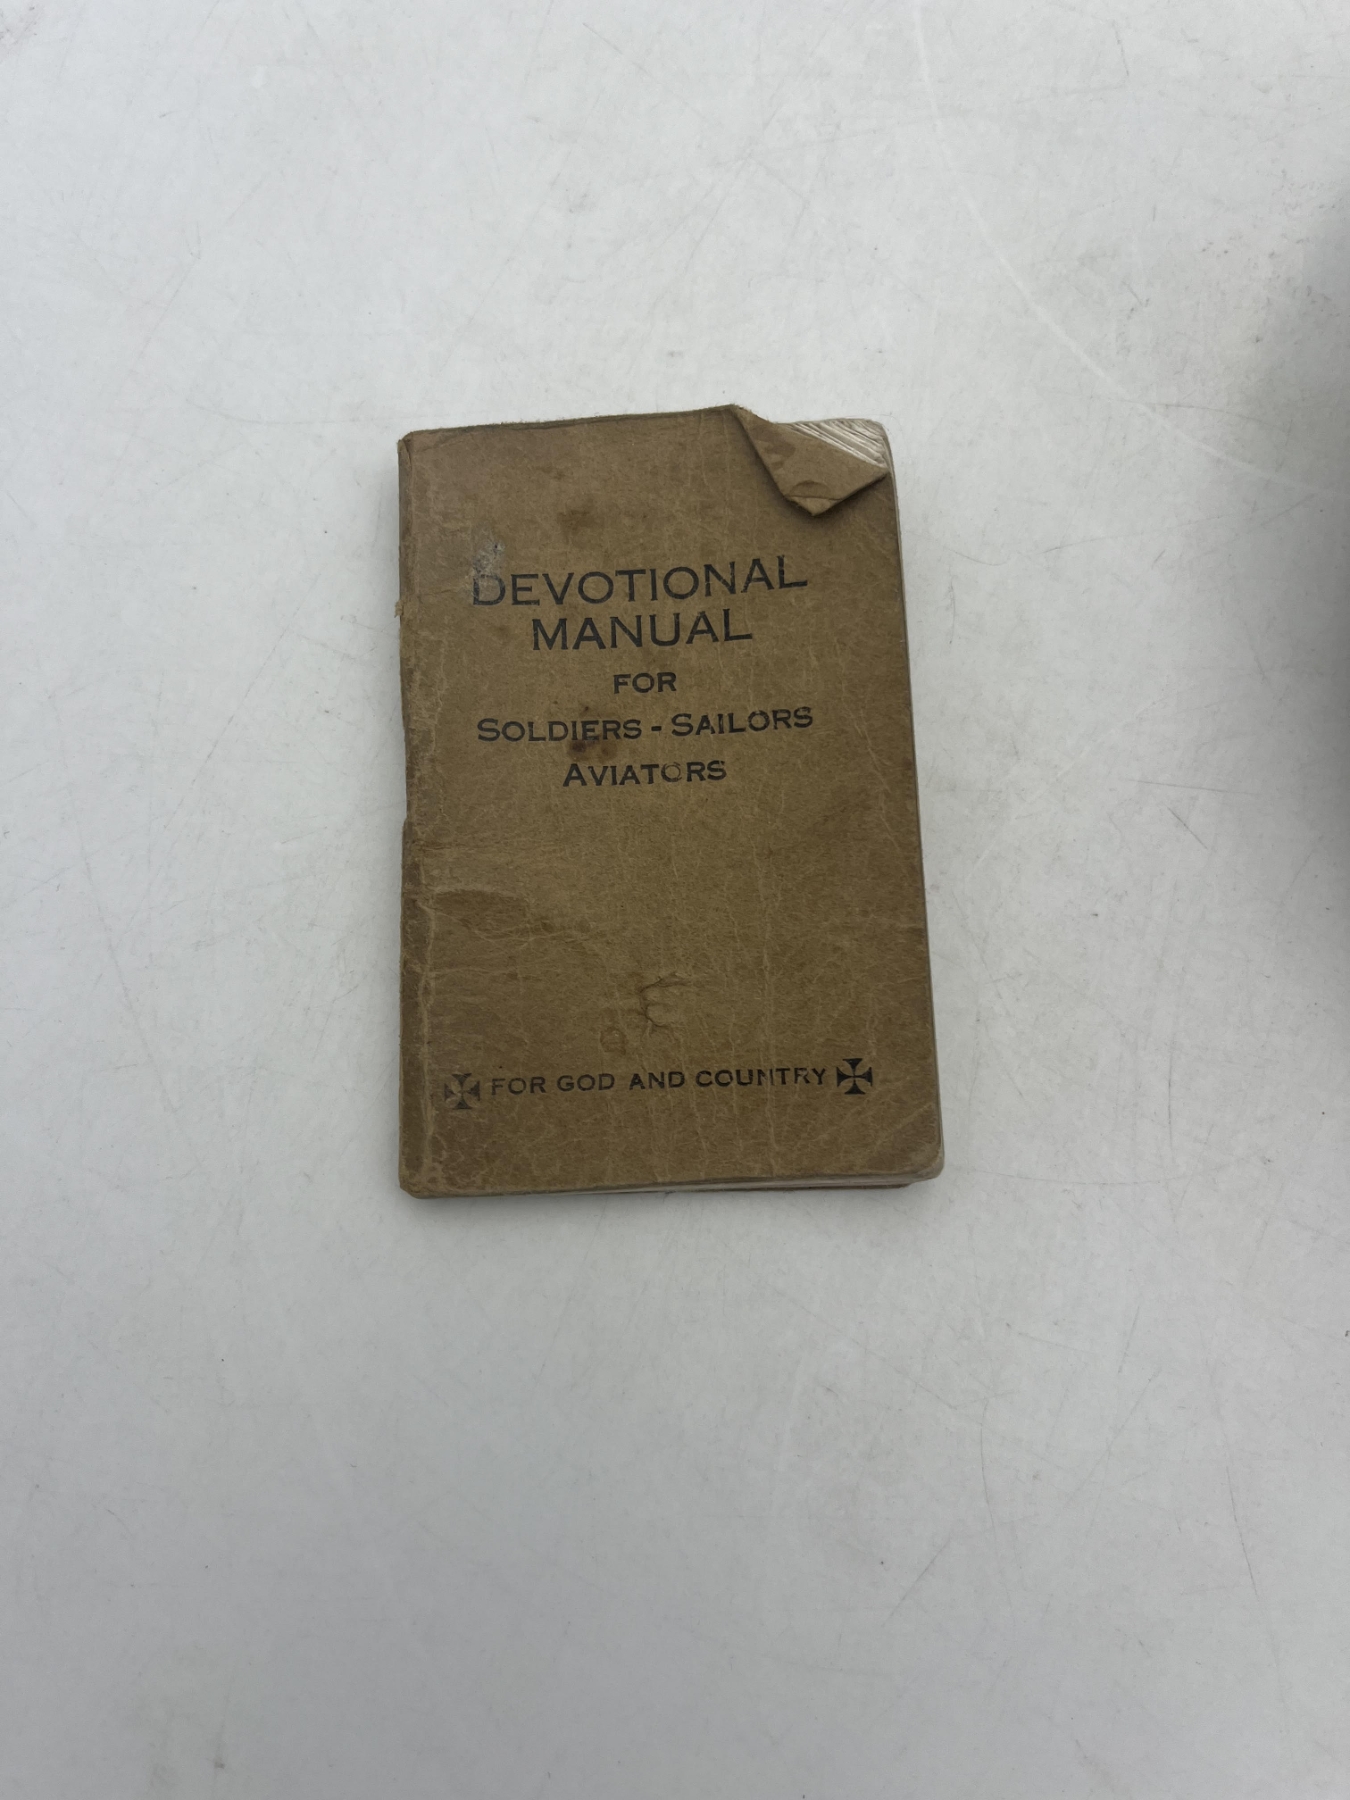 DEVOTIONAL
MANUAL
FOR
SOLDIERS - SAILORS
AVIATORS
FOR GOD AND COUNTRY